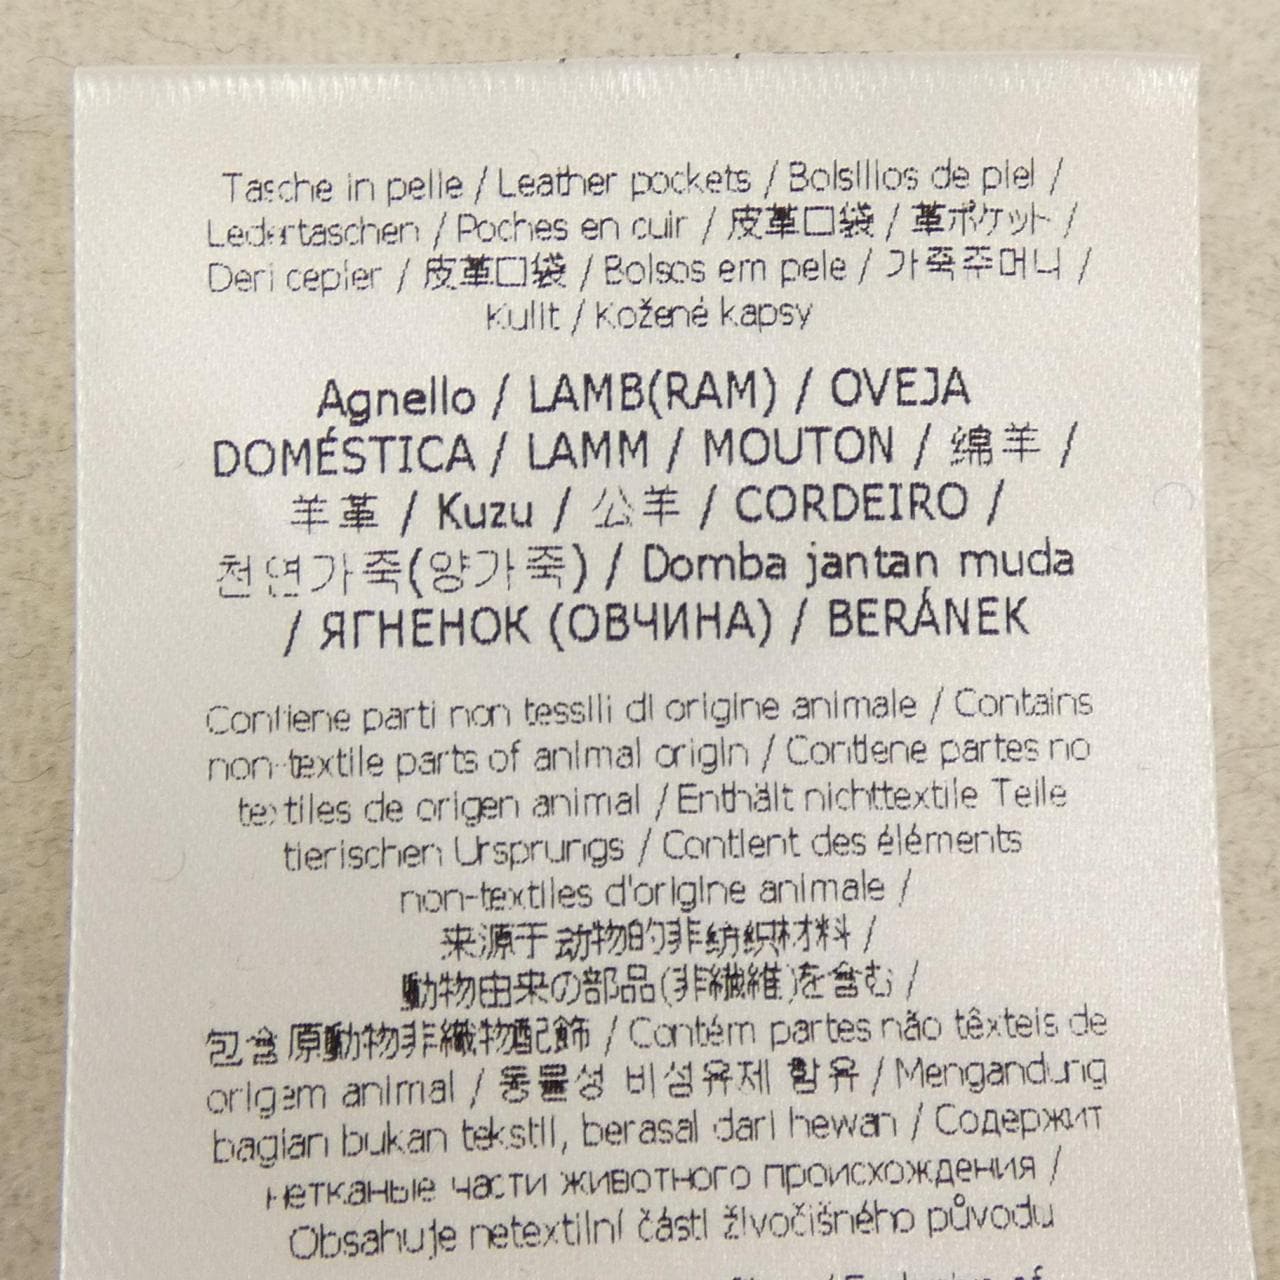 Tasche in pelle / Leather pockets / Bolsillos de piel /
Ledertaschen / Poches en cuir / 皮革口袋 / 革ポケット /
Deri cepler / 皮革口袋 / Bolsos em pele / 가죽주머니 /
Kulit / Kožené kapsy
Agnello / LAMB(RAM) / OVEJA
DOMÉSTICA / LAMM / MOUTON / 绵羊 /
羊革 / Kuzu / 公羊 / CORDEIRO /
천연가죽(양가죽) / Domba jantan muda
/ ЯГНЕНОК (ОВЧИНА) / BERÁNEK
Contiene parti non tessili di origine animale / Contains
non-textile parts of animal origin / Contiene partes no
textiles de origen animal / Enthält nichttextile Teile
tierischen Ursprungs / Contient des éléments
non-textiles d'origine animale /
来源于动物的非纺织材料 /
動物由来の部品(非繊維)を含む /
包含原動物非織物配飾 / Contém partes não têxteis de
origem animal / 동물성 비섬유제 함유 / Mengandung
bagian bukan tekstil, berasal dari hewan / Содержит
нетканые части животного происхождения /
Obsahuje netextilní části živočišného původu